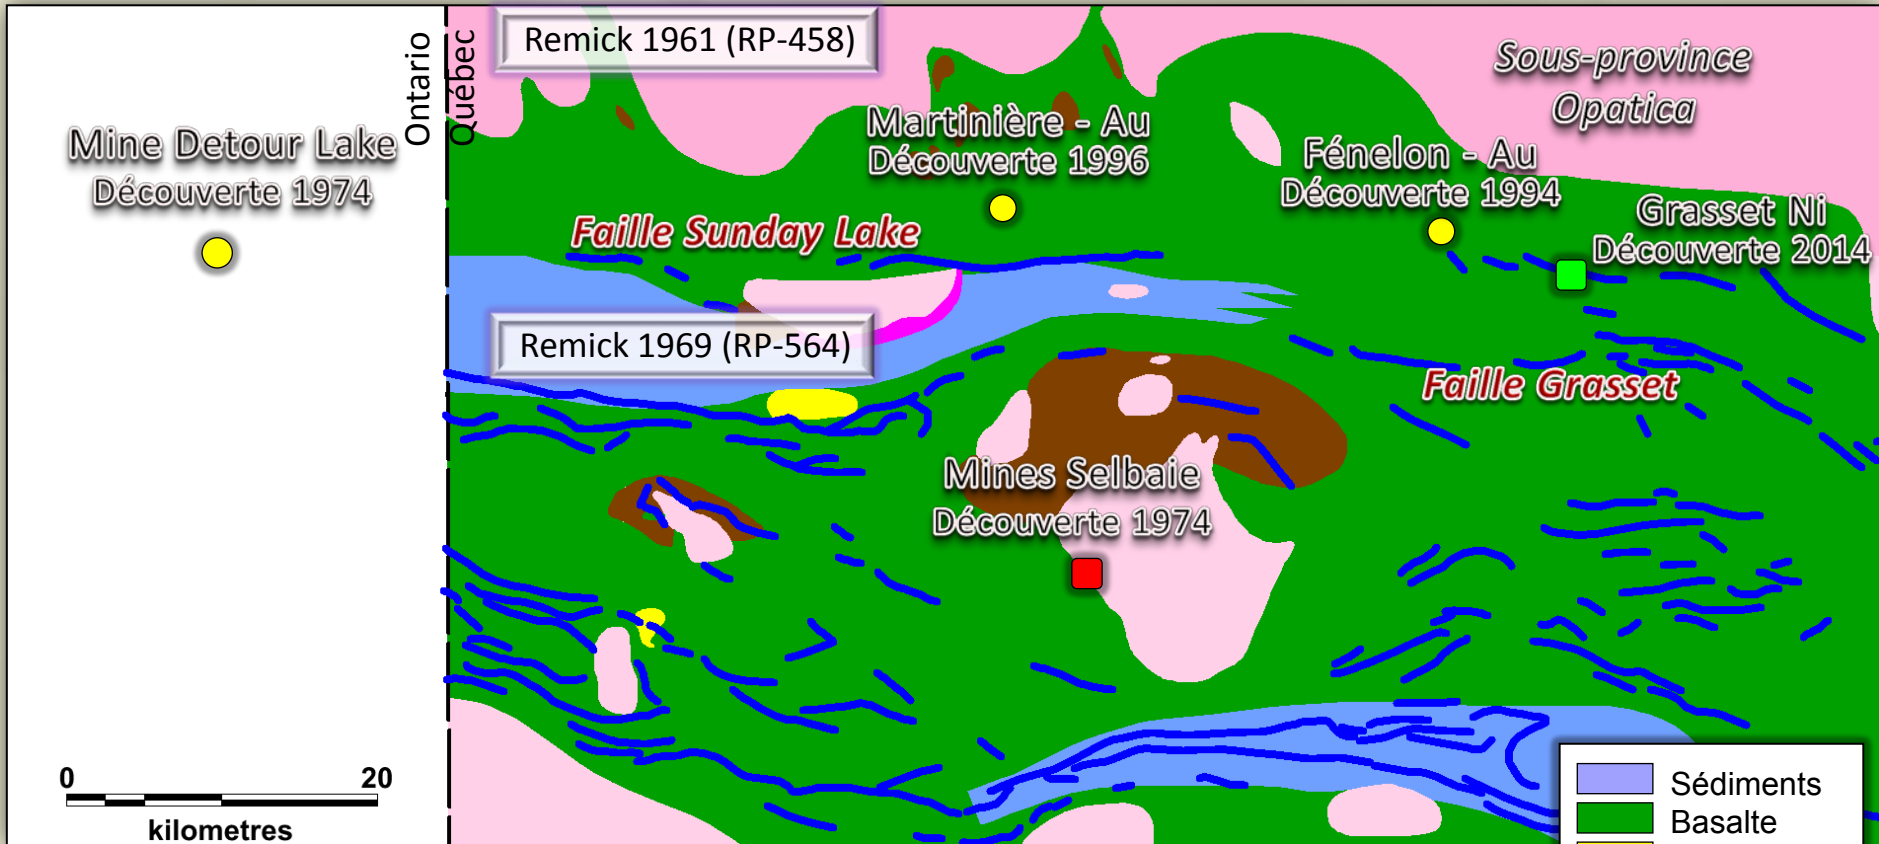 Remick 1961 (RP-458)
Ontario
Québec
Sous-province
Opatica
Mine Detour Lake
Découverte 1974
Martinière - Au
Découverte 1996
Fénelon - Au
Découverte 1994
Grasset Ni
Découverte 2014
Faille Sunday Lake
Remick 1969 (RP-564)
Faille Grasset
Mines Selbaie
Découverte 1974
0 20
kilometres
Sédiments
Basalte